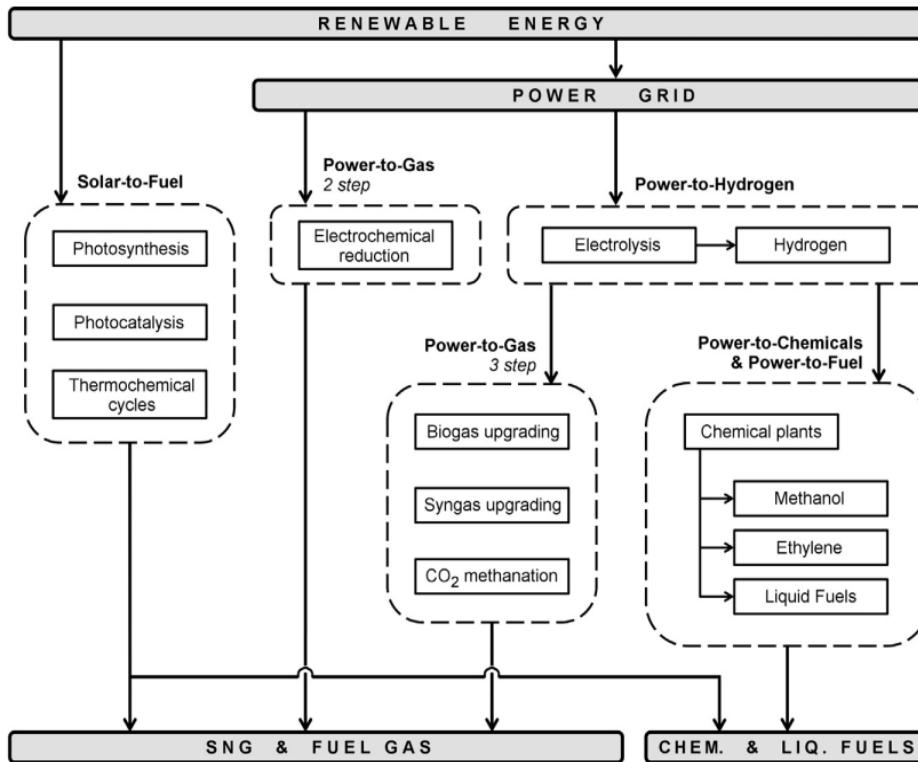 RENEWABLE ENERGY
POWER GRID
Solar-to-Fuel
Photosynthesis
Photocatalysis
Thermochemical
cycles
Power-to-Gas
2 step
Electrochemical
reduction
Power-to-Hydrogen
Electrolysis
Hydrogen
Power-to-Gas
3 step
Biogas upgrading
Syngas upgrading
CO2 methanation
Power-to-Chemicals
& Power-to-Fuel
Chemical plants
Methanol
Ethylene
Liquid Fuels
SNG & FUEL GAS
CHEM. & LIQ. FUELS